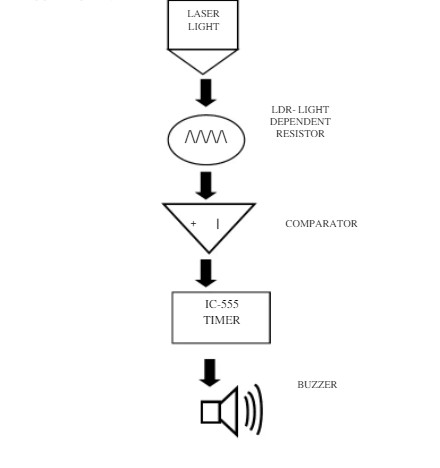 LASER
LIGHT
LDR- LIGHT
DEPENDENT
RESISTOR
+ |
COMPARATOR
IC-555
TIMER
BUZZER